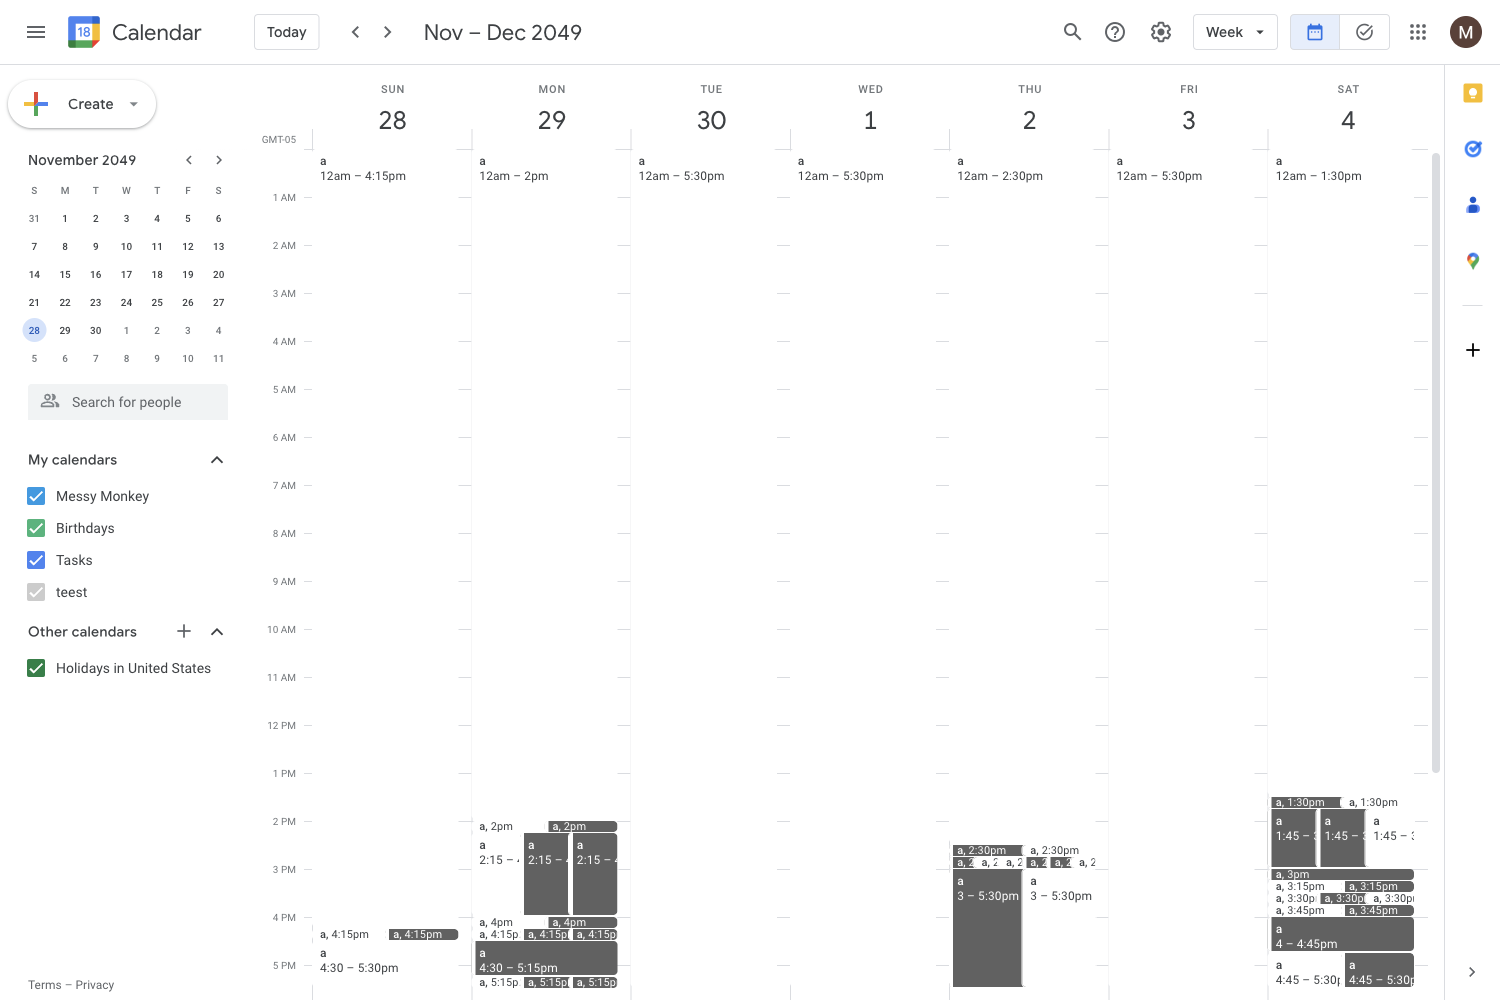 18 Calendar Today Nov – Dec 2049 Week M
Create
November 2049
S M T W T F S
31 1 2 3 4 5 6
7 8 9 10 11 12 13
14 15 16 17 18 19 20
21 22 23 24 25 26 27
28 29 30 1 2 3 4
5 6 7 8 9 10 11
Search for people
My calendars
Messy Monkey
Birthdays
Tasks
teest
Other calendars
Holidays in United States
Terms – Privacy
SUN MON TUE WED THU FRI SAT
28 29 30 1 2 3 4
GMT-05
a a a a a a a
12am – 4:15pm 12am – 2pm 12am – 5:30pm 12am – 5:30pm 12am – 2:30pm 12am – 5:30pm 12am – 1:30pm
1 AM
2 AM
3 AM
4 AM
5 AM
6 AM
7 AM
8 AM
9 AM
10 AM
11 AM
12 PM
1 PM
a, 1:30pm a, 1:30pm
2 PM a, 2pm a, 2pm a a a
1:45 – 1:45 – 1:45 –
a a a a, 2:30pm a, 2:30pm
2:15 – 2:15 – 2:15 – a, 2 a, 2 a, 2 a, 2 a, 2 a, 2
3 PM a, 3pm
a a a, 3:15pm a, 3:15pm
3 – 5:30pm 3 – 5:30pm a, 3:30p a, 3:30p a, 3:30p
a, 3:45pm a, 3:45pm
4 PM a, 4pm a, 4pm a
a, 4:15pm a, 4:15pm a, 4:15p a, 4:15p a, 4:15p 4 – 4:45pm
a a
4:30 – 5:30pm 4:30 – 5:15pm
5 PM a a
a, 5:15p a, 5:15p a, 5:15p 4:45 – 5:30p 4:45 – 5:30p